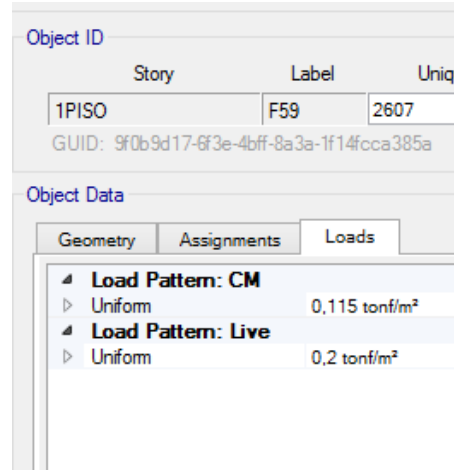 Object ID
Story Label Uniq
1PISO F59 2607
GUID: 9f0b9d17-6f3e-4bff-8a3a-1f14fcca385a
Object Data
Geometry Assignments Loads
Load Pattern: CM
Uniform 0,115 tonf/m²
Load Pattern: Live
Uniform 0,2 tonf/m²